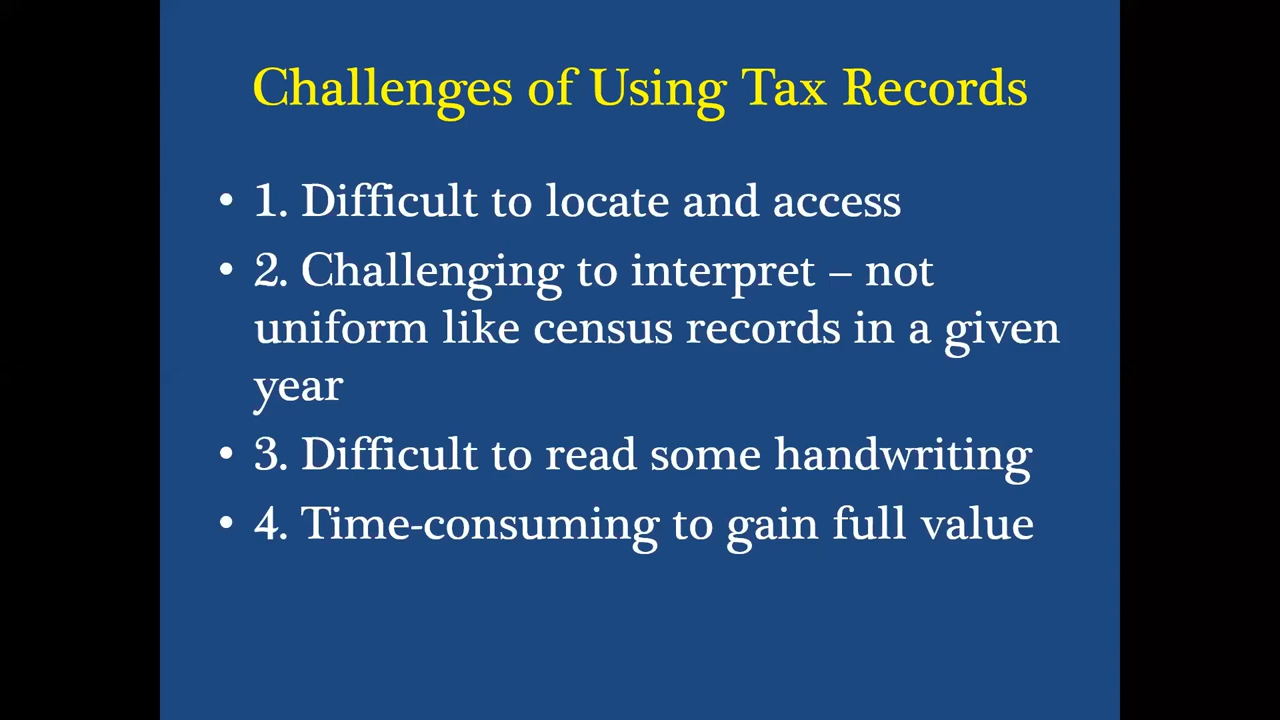 Challenges of Using Tax Records
• 1. Difficult to locate and access
• 2. Challenging to interpret – not
uniform like census records in a given
year
• 3. Difficult to read some handwriting
• 4. Time-consuming to gain full value